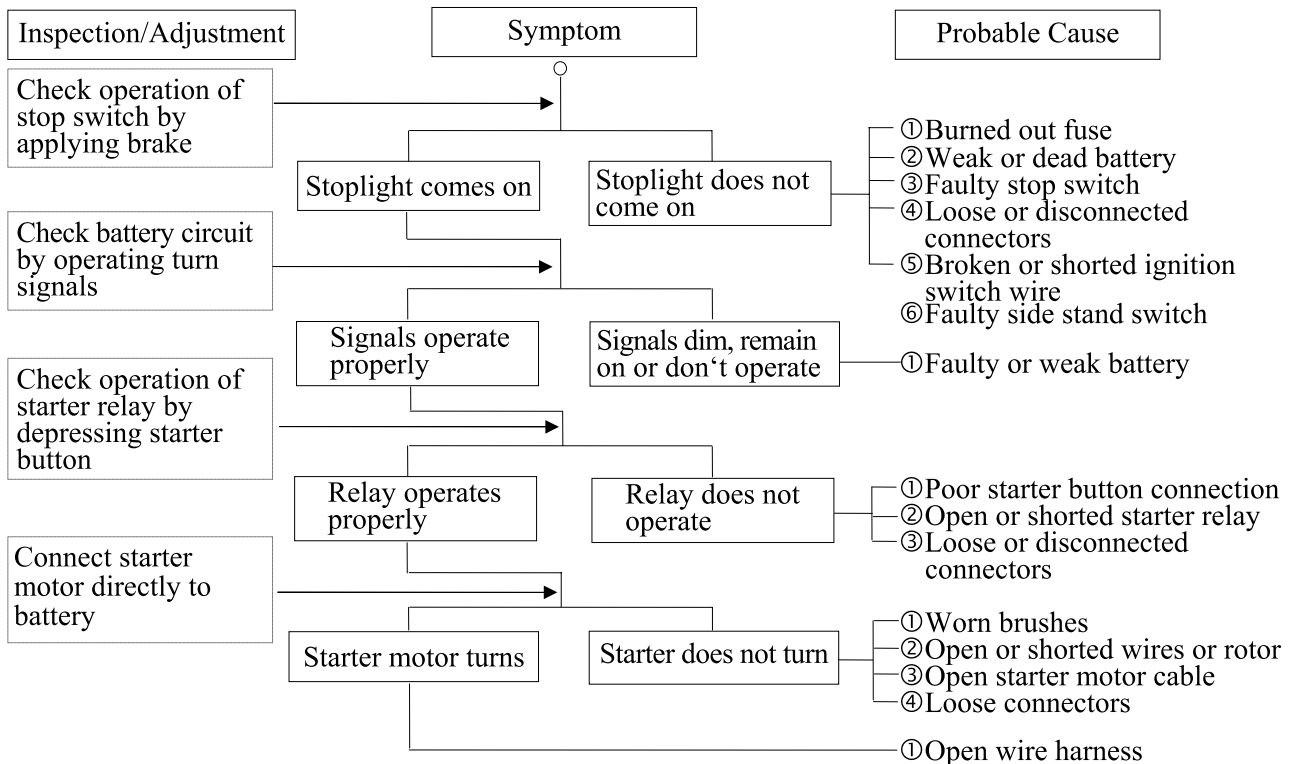 Inspection/Adjustment
Symptom
Probable Cause
Check operation of
stop switch by
applying brake
Stoplight comes on
Stoplight does not
come on
①Burned out fuse
②Weak or dead battery
③Faulty stop switch
④Loose or disconnected
connectors
⑤Broken or shorted ignition
switch wire
⑥Faulty side stand switch
Check battery circuit
by operating turn
signals
Signals operate
properly
Signals dim, remain
on or don‘t operate
①Faulty or weak battery
Check operation of
starter relay by
depressing starter
button
Relay operates
properly
Relay does not
operate
①Poor starter button connection
②Open or shorted starter relay
③Loose or disconnected
connectors
Connect starter
motor directly to
battery
Starter motor turns
Starter does not turn
①Worn brushes
②Open or shorted wires or rotor
③Open starter motor cable
④Loose connectors
①Open wire harness